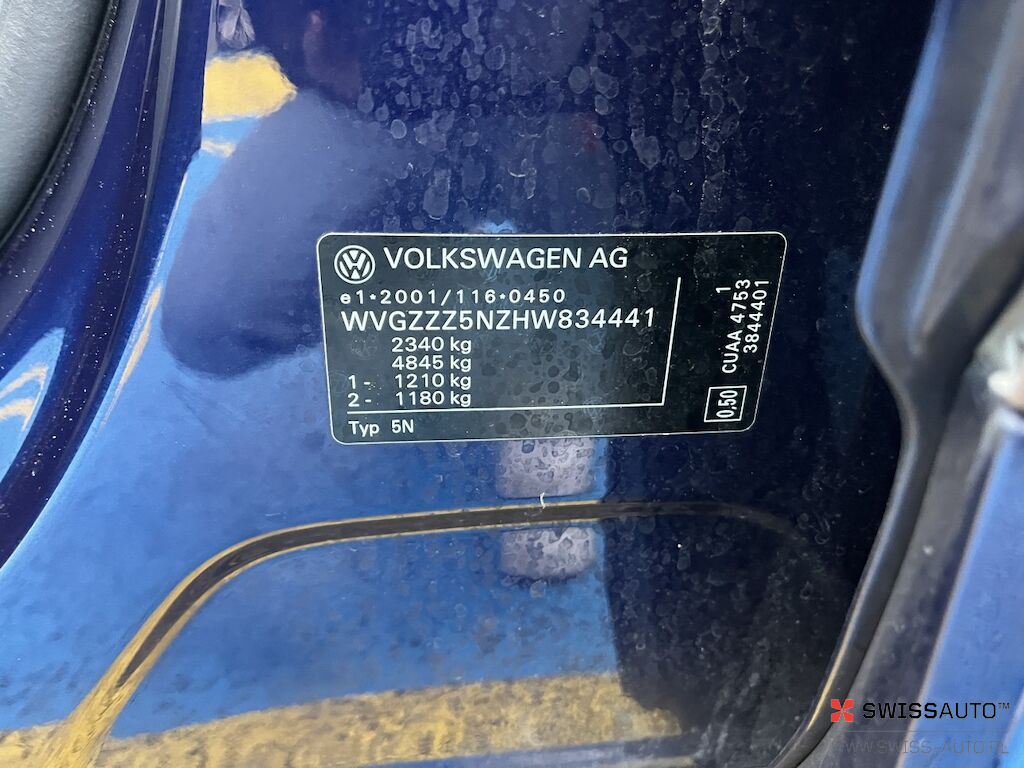 VOLKSWAGEN AG
e1*2001/116*0450
WVGZZZ5NZHW834441
2340 kg
4845 kg
1- 1210 kg
2- 1180 kg
Typ 5N
1
CUAA 4753
3844401
0,50
SWISSAUTO™
WWW.SWISS-AUTO.PL